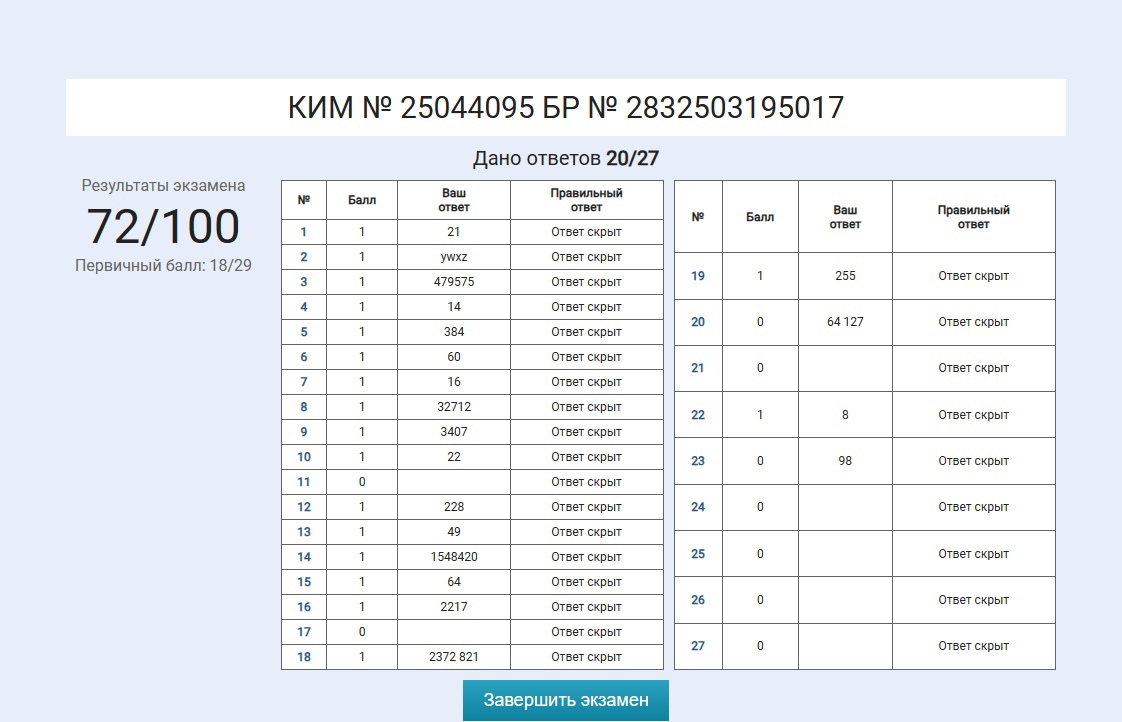 КИМ № 25044095 БР № 2832503195017
Дано ответов 20/27
Результаты экзамена
72/100
Первичный балл: 18/29
№ Балл Ваш ответ Правильный ответ
1 1 21 Ответ скрыт
2 1 ywxz Ответ скрыт
3 1 479575 Ответ скрыт
4 1 14 Ответ скрыт
5 1 384 Ответ скрыт
6 1 60 Ответ скрыт
7 1 16 Ответ скрыт
8 1 32712 Ответ скрыт
9 1 3407 Ответ скрыт
10 1 22 Ответ скрыт
11 0 Ответ скрыт
12 1 228 Ответ скрыт
13 1 49 Ответ скрыт
14 1 1548420 Ответ скрыт
15 1 64 Ответ скрыт
16 1 2217 Ответ скрыт
17 0 Ответ скрыт
18 1 2372 821 Ответ скрыт
№ Балл Ваш ответ Правильный ответ
19 1 255 Ответ скрыт
20 0 64 127 Ответ скрыт
21 0 Ответ скрыт
22 1 8 Ответ скрыт
23 0 98 Ответ скрыт
24 0 Ответ скрыт
25 0 Ответ скрыт
26 0 Ответ скрыт
27 0 Ответ скрыт
Завершить экзамен